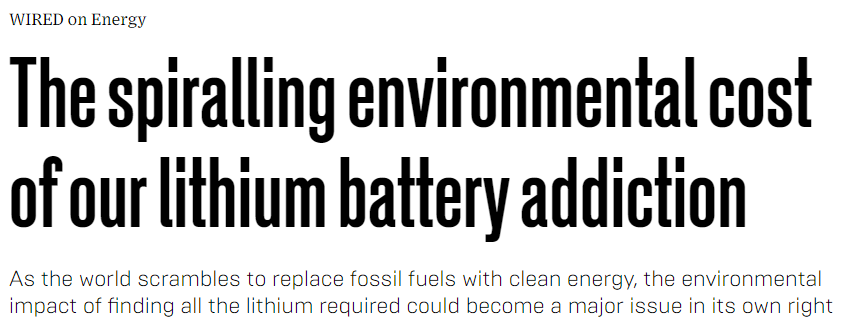 WIRED on Energy
The spiralling environmental cost
of our lithium battery addiction
As the world scrambles to replace fossil fuels with clean energy, the environmental
impact of finding all the lithium required could become a major issue in its own right